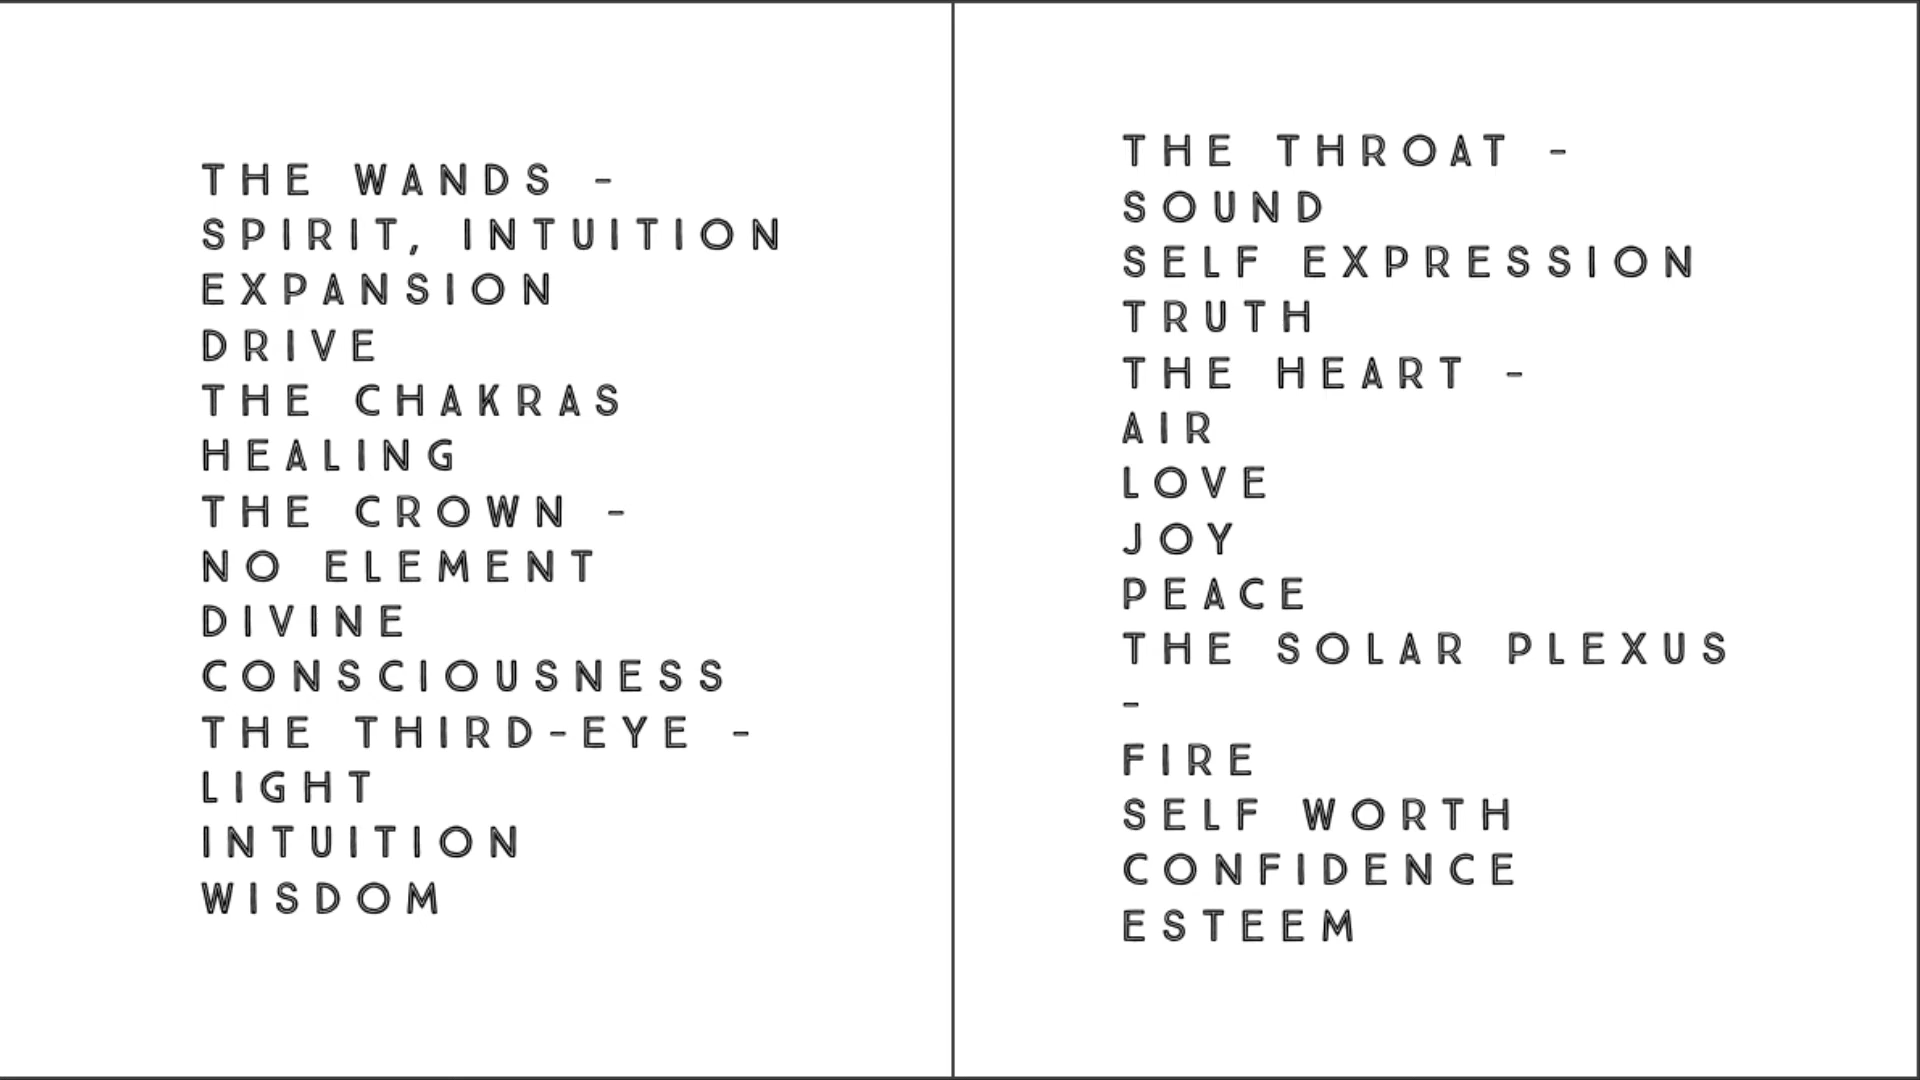 THE WANDS -
SPIRIT, INTUITION
EXPANSION
DRIVE
THE CHAKRAS
HEALING
THE CROWN -
NO ELEMENT
DIVINE
CONSCIOUSNESS
THE THIRD-EYE -
LIGHT
INTUITION
WISDOM
THE THROAT -
SOUND
SELF EXPRESSION
TRUTH
THE HEART -
AIR
LOVE
JOY
PEACE
THE SOLAR PLEXUS
-
FIRE
SELF WORTH
CONFIDENCE
ESTEEM